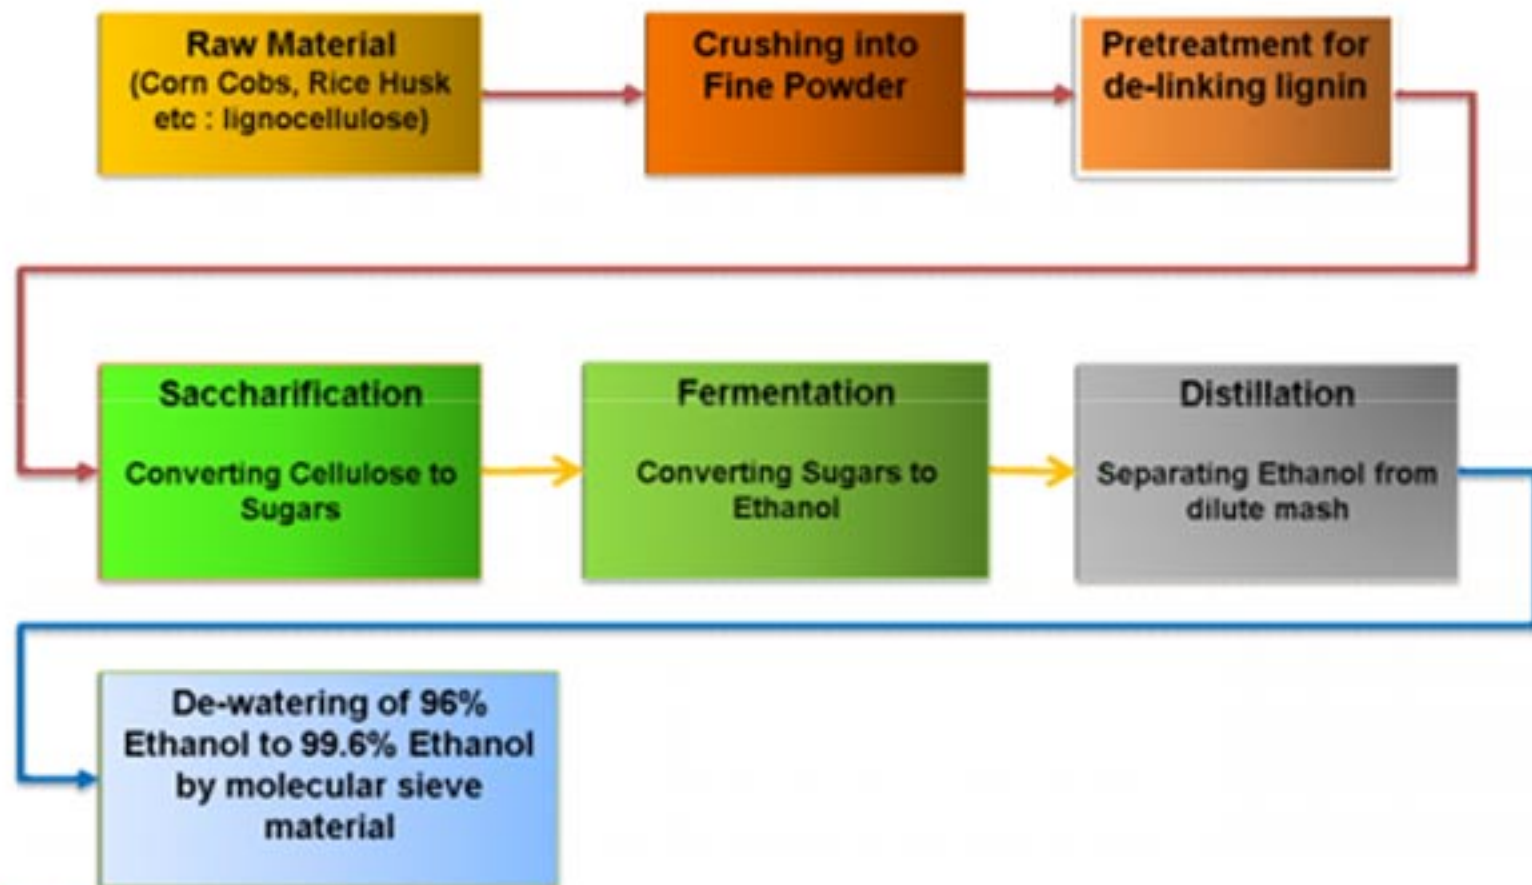 Raw Material
(Corn Cobs, Rice Husk
etc : lignocellulose)
Crushing into
Fine Powder
Pretreatment for
de-linking lignin
Saccharification
Converting Cellulose to
Sugars
Fermentation
Converting Sugars to
Ethanol
Distillation
Separating Ethanol from
dilute mash
De-watering of 96%
Ethanol to 99.6% Ethanol
by molecular sieve
material